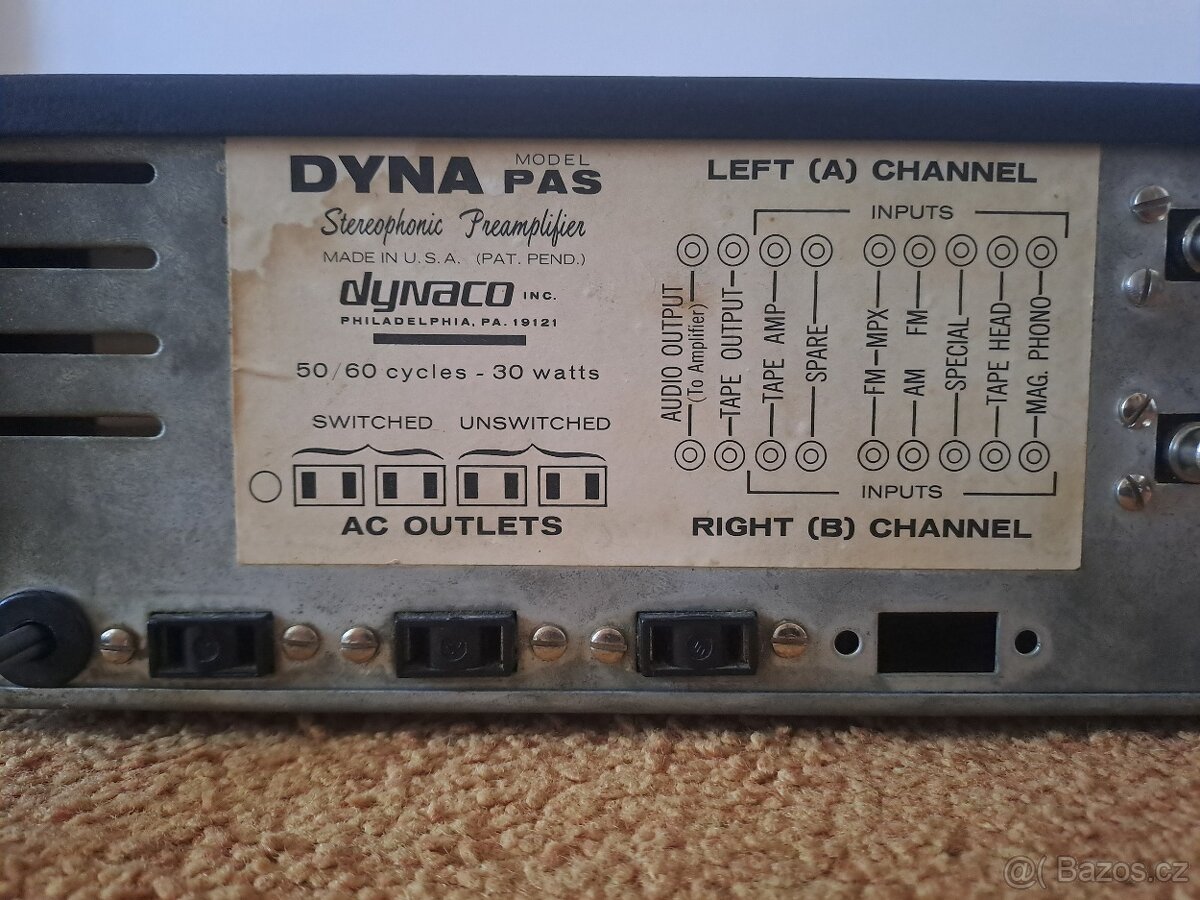 DYNA MODEL PAS
Stereophonic Preamplifier
MADE IN U.S.A. (PAT. PEND.)
dynaco INC.
PHILADELPHIA, PA. 19121
50/60 cycles - 30 watts
SWITCHED UNSWITCHED
AC OUTLETS
LEFT (A) CHANNEL
INPUTS
AUDIO OUTPUT
(To Amplifier)
TAPE OUTPUT
TAPE AMP
SPARE
FM-MPX
AM FM
SPECIAL
TAPE HEAD
MAG. PHONO
INPUTS
RIGHT (B) CHANNEL
@( Bazos.cz